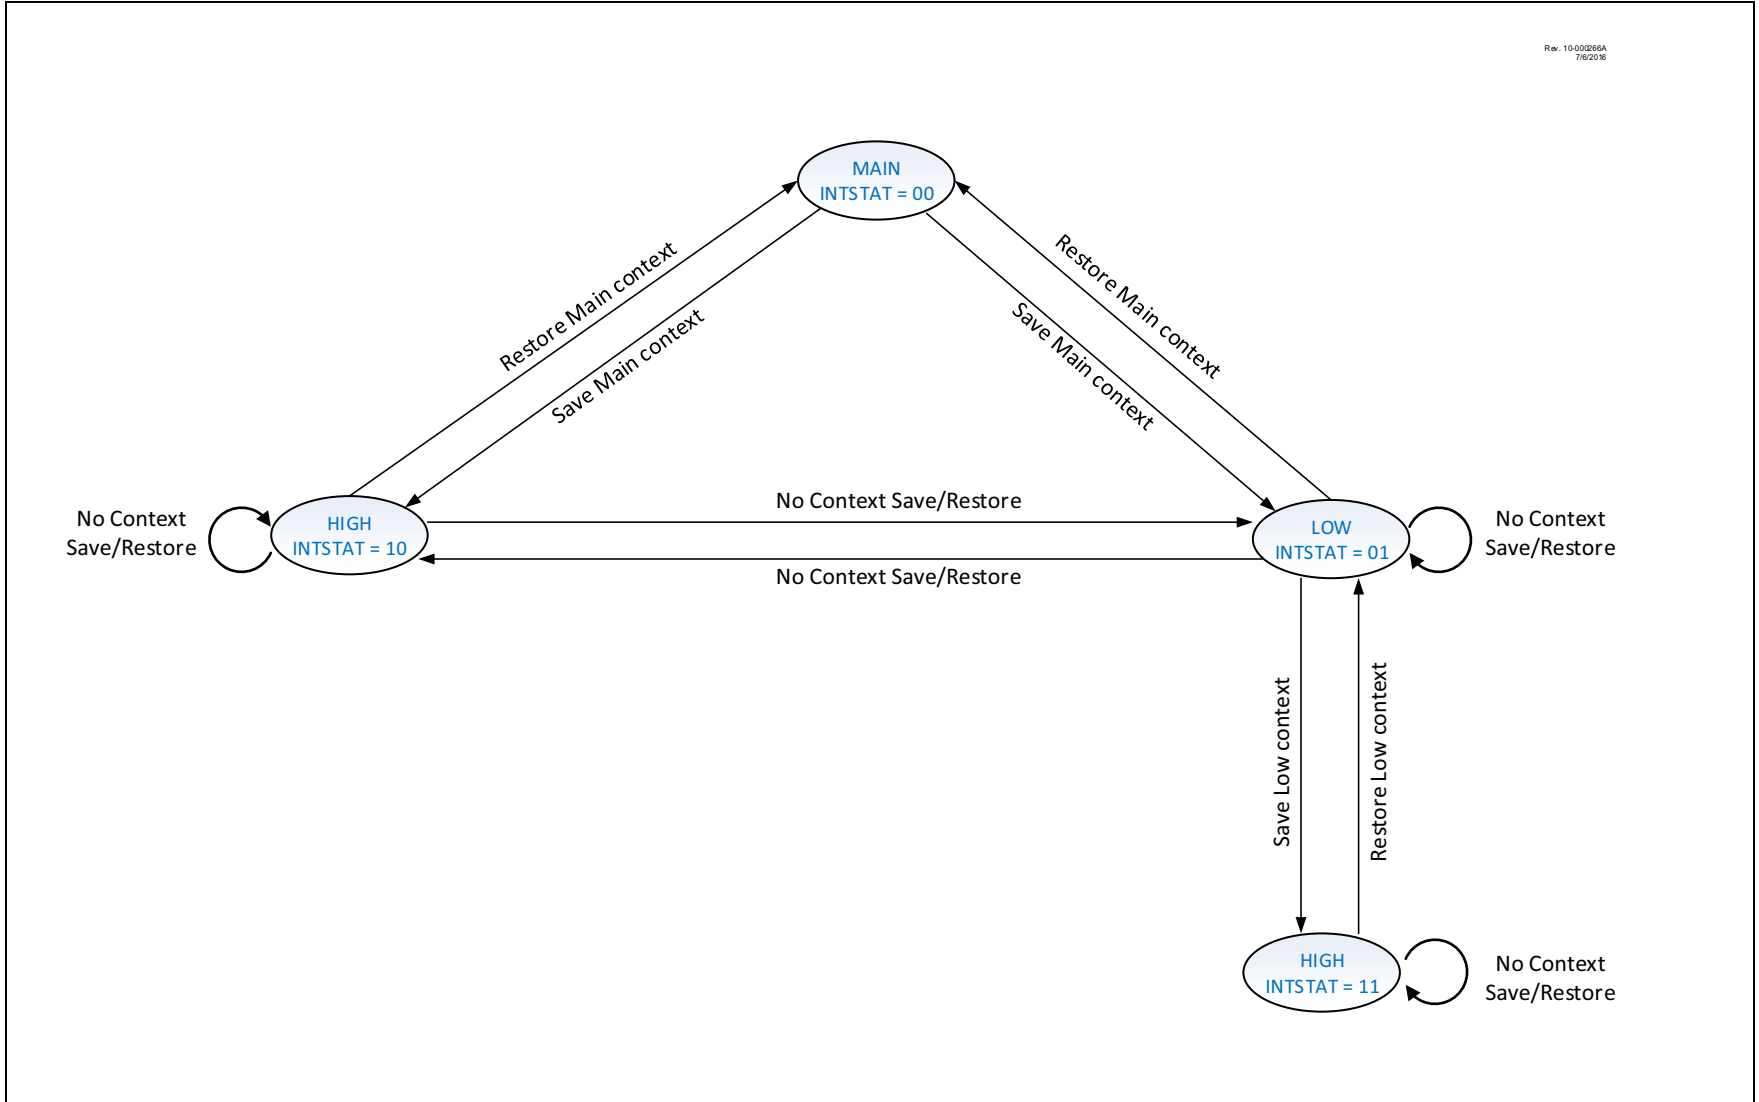 Rev. 10-000266A
7/6/2016
MAIN
INTSTAT = 00
Restore Main context
Save Main context
Save Main context
Restore Main context
No Context
Save/Restore
HIGH
INTSTAT = 10
No Context Save/Restore
No Context Save/Restore
LOW
INTSTAT = 01
No Context
Save/Restore
Save Low context
Restore Low context
HIGH
INTSTAT = 11
No Context
Save/Restore